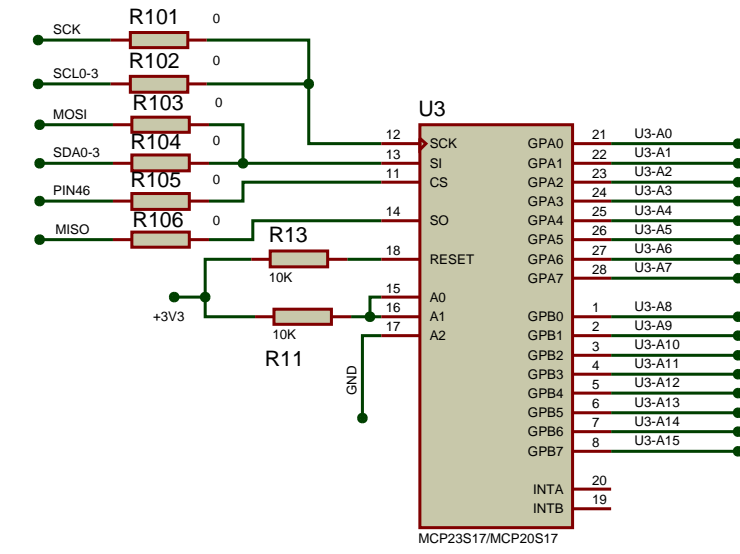 R101 0
SCK
R102 0
SCL0-3
R103 0
MOSI
R104 0
SDA0-3
R105 0
PIN46
R106 0
MISO
R13
10K
+3V3
10K
R11
GND
U3
12 SCK
13 SI
11 CS
14 SO
18 RESET
15 A0
16 A1
17 A2
GPA0 21 U3-A0
GPA1 22 U3-A1
GPA2 23 U3-A2
GPA3 24 U3-A3
GPA4 25 U3-A4
GPA5 26 U3-A5
GPA6 27 U3-A6
GPA7 28 U3-A7
GPB0 1 U3-A8
GPB1 2 U3-A9
GPB2 3 U3-A10
GPB3 4 U3-A11
GPB4 5 U3-A12
GPB5 6 U3-A13
GPB6 7 U3-A14
GPB7 8 U3-A15
INTA 20
INTB 19
MCP23S17/MCP20S17